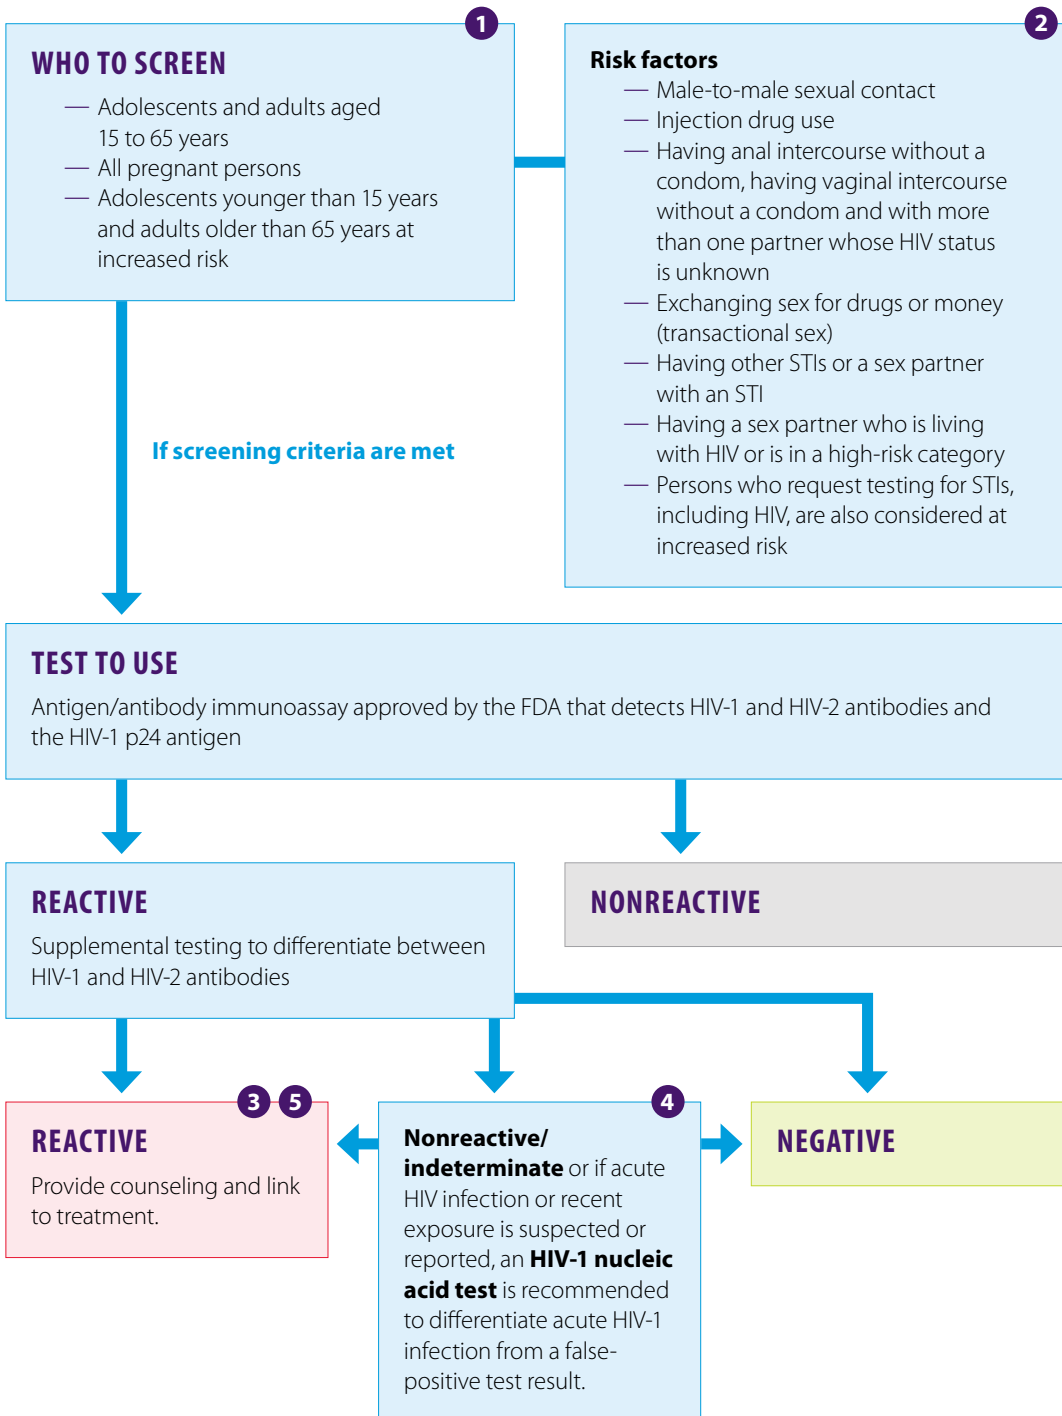 1
WHO TO SCREEN
— Adolescents and adults aged
15 to 65 years
— All pregnant persons
— Adolescents younger than 15 years
and adults older than 65 years at
increased risk
2
Risk factors
— Male-to-male sexual contact
— Injection drug use
— Having anal intercourse without a
condom, having vaginal intercourse
without a condom and with more
than one partner whose HIV status
is unknown
— Exchanging sex for drugs or money
(transactional sex)
— Having other STIs or a sex partner
with an STI
— Having a sex partner who is living
with HIV or is in a high-risk category
— Persons who request testing for STIs,
including HIV, are also considered at
increased risk
If screening criteria are met
TEST TO USE
Antigen/antibody immunoassay approved by the FDA that detects HIV-1 and HIV-2 antibodies and
the HIV-1 p24 antigen
REACTIVE
Supplemental testing to differentiate between
HIV-1 and HIV-2 antibodies
NONREACTIVE
3 5
REACTIVE
Provide counseling and link
to treatment.
4
Nonreactive/
indeterminate or if acute
HIV infection or recent
exposure is suspected or
reported, an HIV-1 nucleic
acid test is recommended
to differentiate acute HIV-1
infection from a false-
positive test result.
NEGATIVE